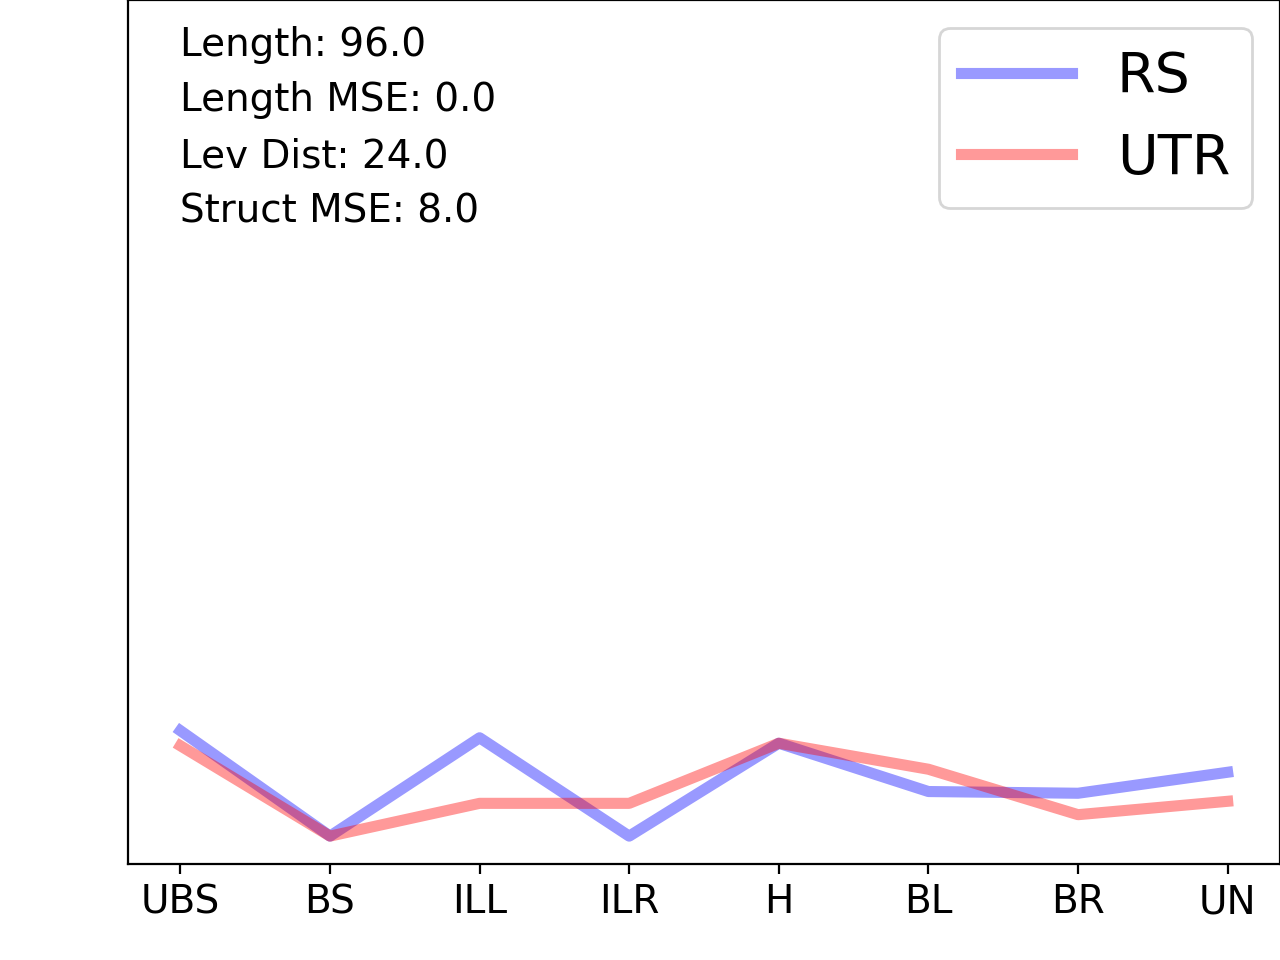 Length: 96.0
Length MSE: 0.0
Lev Dist: 24.0
Struct MSE: 8.0
RS
UTR
UBS BS ILL ILR H BL BR UN